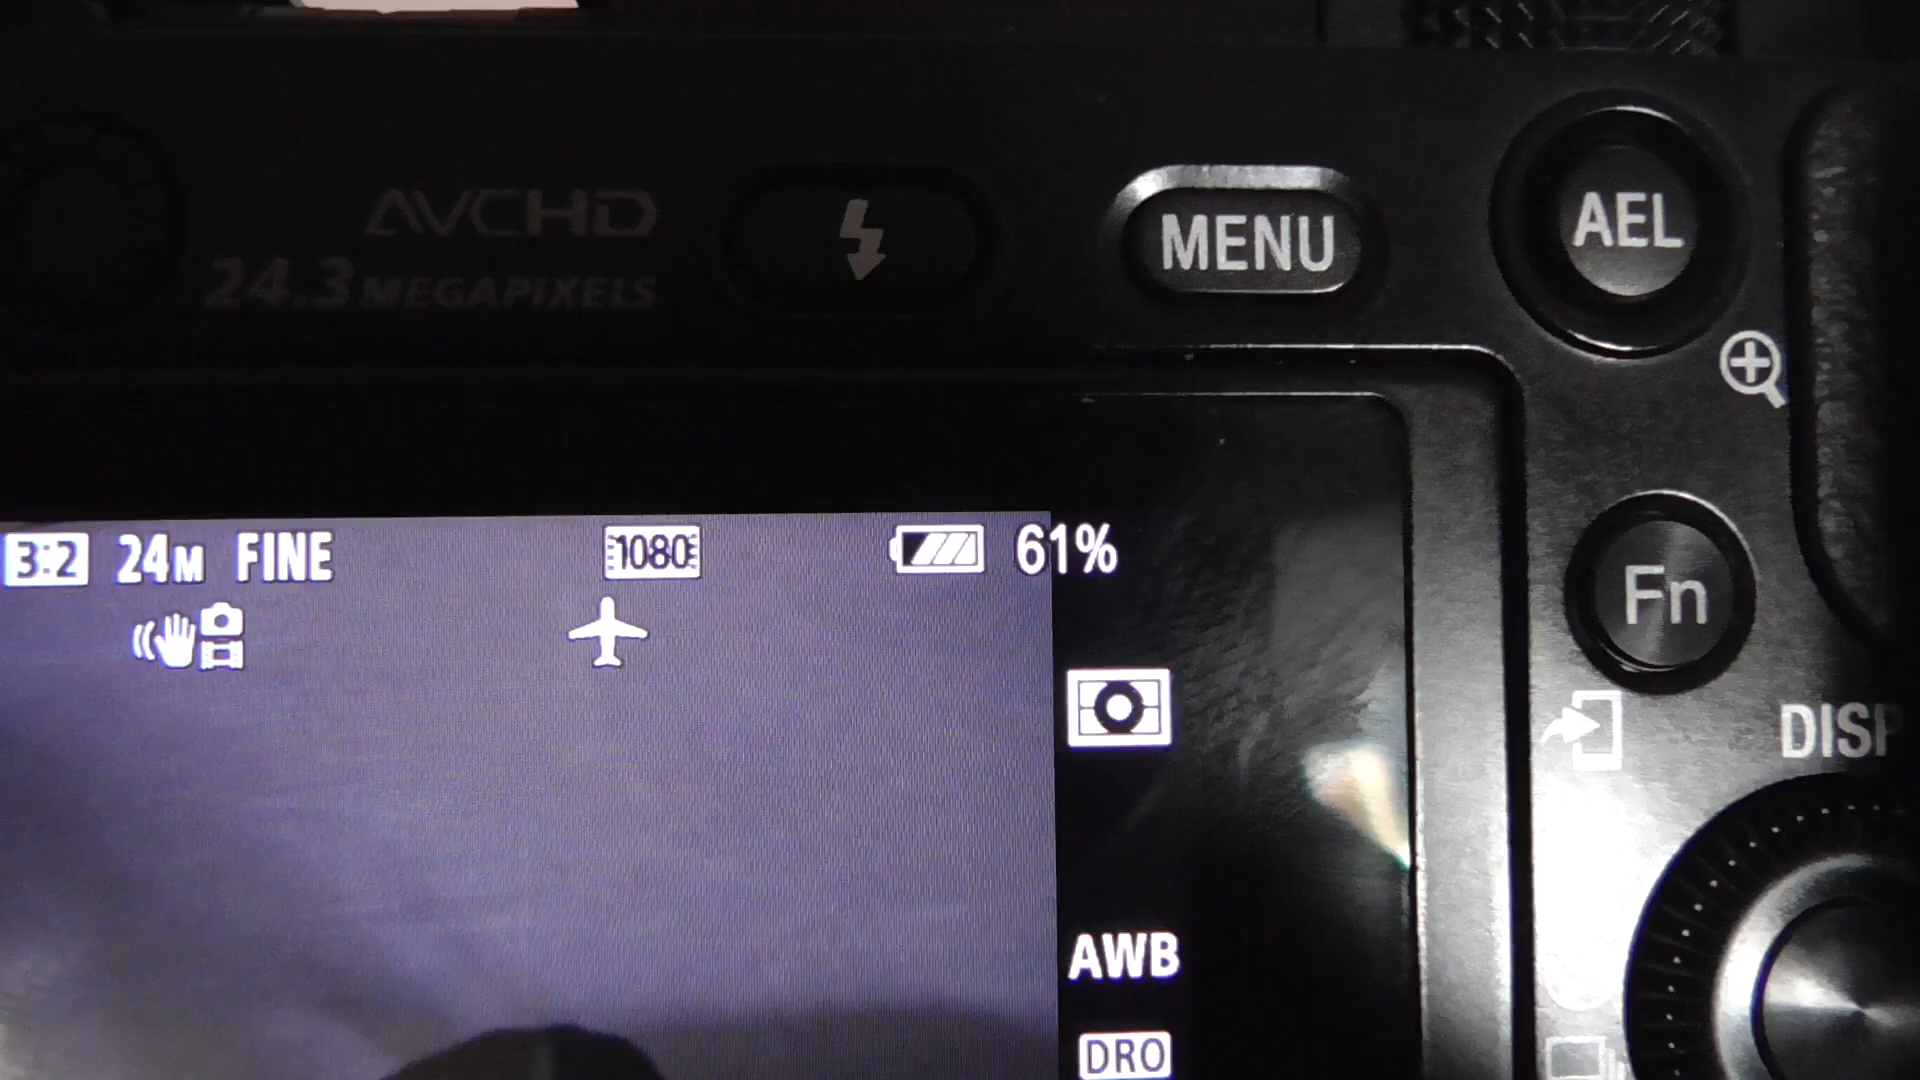 AVCHD
24.3 MEGAPIXELS
MENU
AEL
3:2 24M FINE 1080 61%
Fn
DISP
AWB
DRO